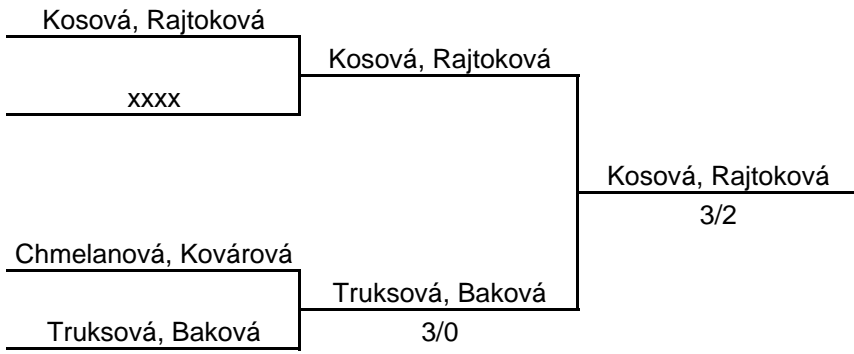 Kosová, Rajtoková
Kosová, Rajtoková
xxxx
Kosová, Rajtoková
3/2
Chmelanová, Kovárová
Truksová, Baková
Truksová, Baková
3/0